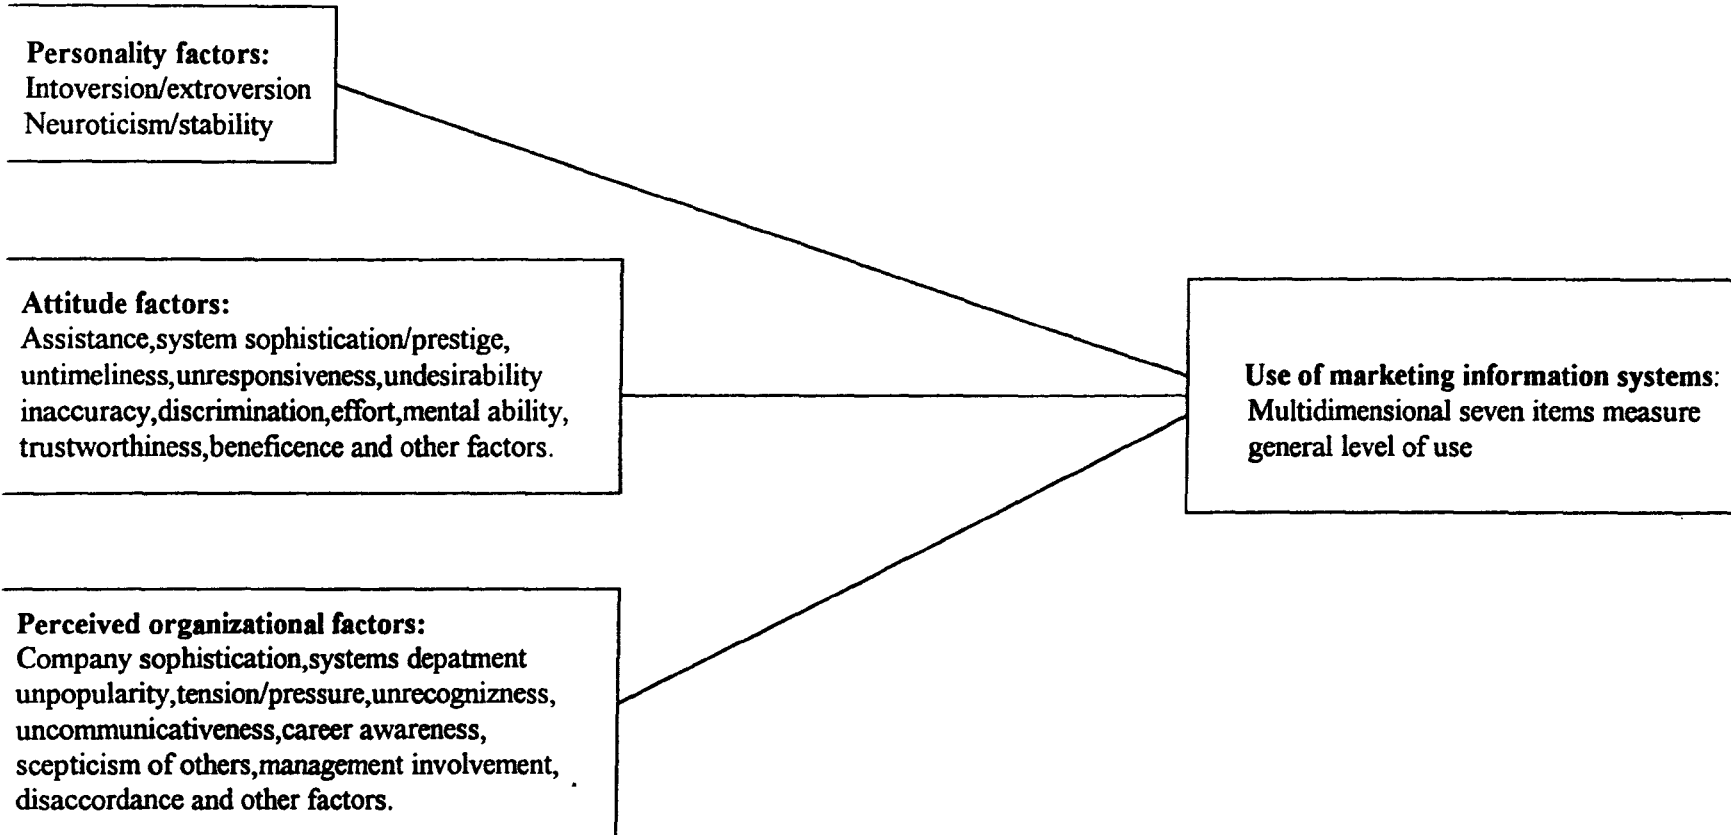 Personality factors:
Intoversion/extroversion
Neuroticism/stability
Attitude factors:
Assistance,system sophistication/prestige,
untimeliness,unresponsiveness,undesirability
inaccuracy,discrimination,effort,mental ability,
trustworthiness,beneficence and other factors.
Use of marketing information systems:
Multidimensional seven items measure
general level of use
Perceived organizational factors:
Company sophistication,systems depatment
unpopularity,tension/pressure,unrecognizness,
uncommunicativeness,career awareness,
scepticism of others,management involvement,
disaccordance and other factors.